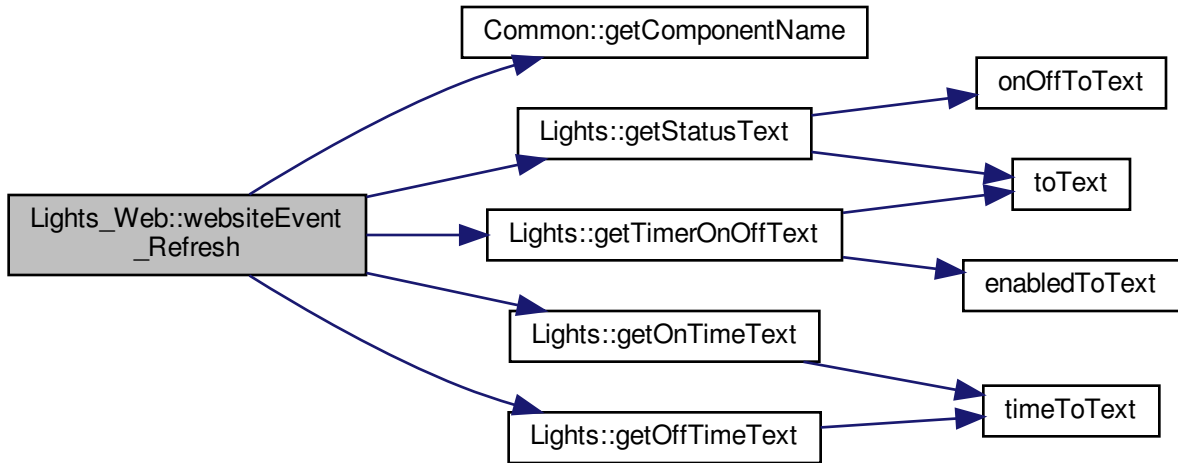 Common::getComponentName
onOffToText
Lights::getStatusText
toText
Lights_Web::websiteEvent
_Refresh
Lights::getTimerOnOffText
enabledToText
Lights::getOnTimeText
timeToText
Lights::getOffTimeText